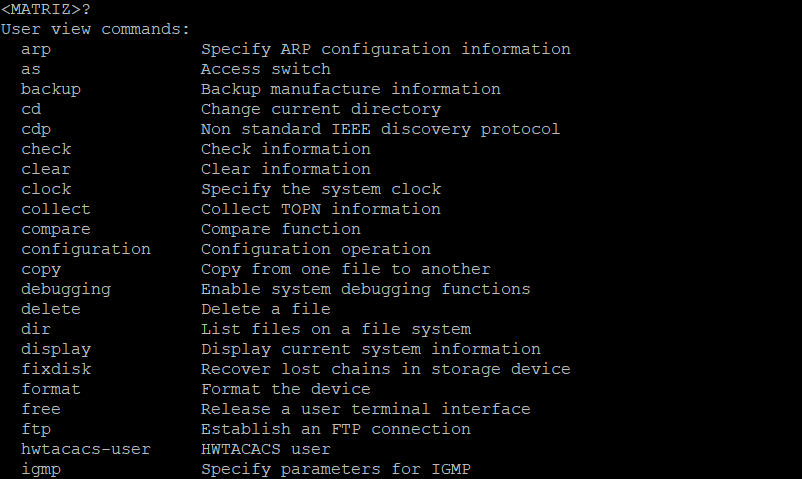 <MATRIZ>?
User view commands:
arp Specify ARP configuration information
as Access switch
backup Backup manufacture information
cd Change current directory
cdp Non standard IEEE discovery protocol
check Check information
clear Clear information
clock Specify the system clock
collect Collect TOPN information
compare Compare function
configuration Configuration operation
copy Copy from one file to another
debugging Enable system debugging functions
delete Delete a file
dir List files on a file system
display Display current system information
fixdisk Recover lost chains in storage device
format Format the device
free Release a user terminal interface
ftp Establish an FTP connection
hwtacacs-user HWTACACS user
igmp Specify parameters for IGMP